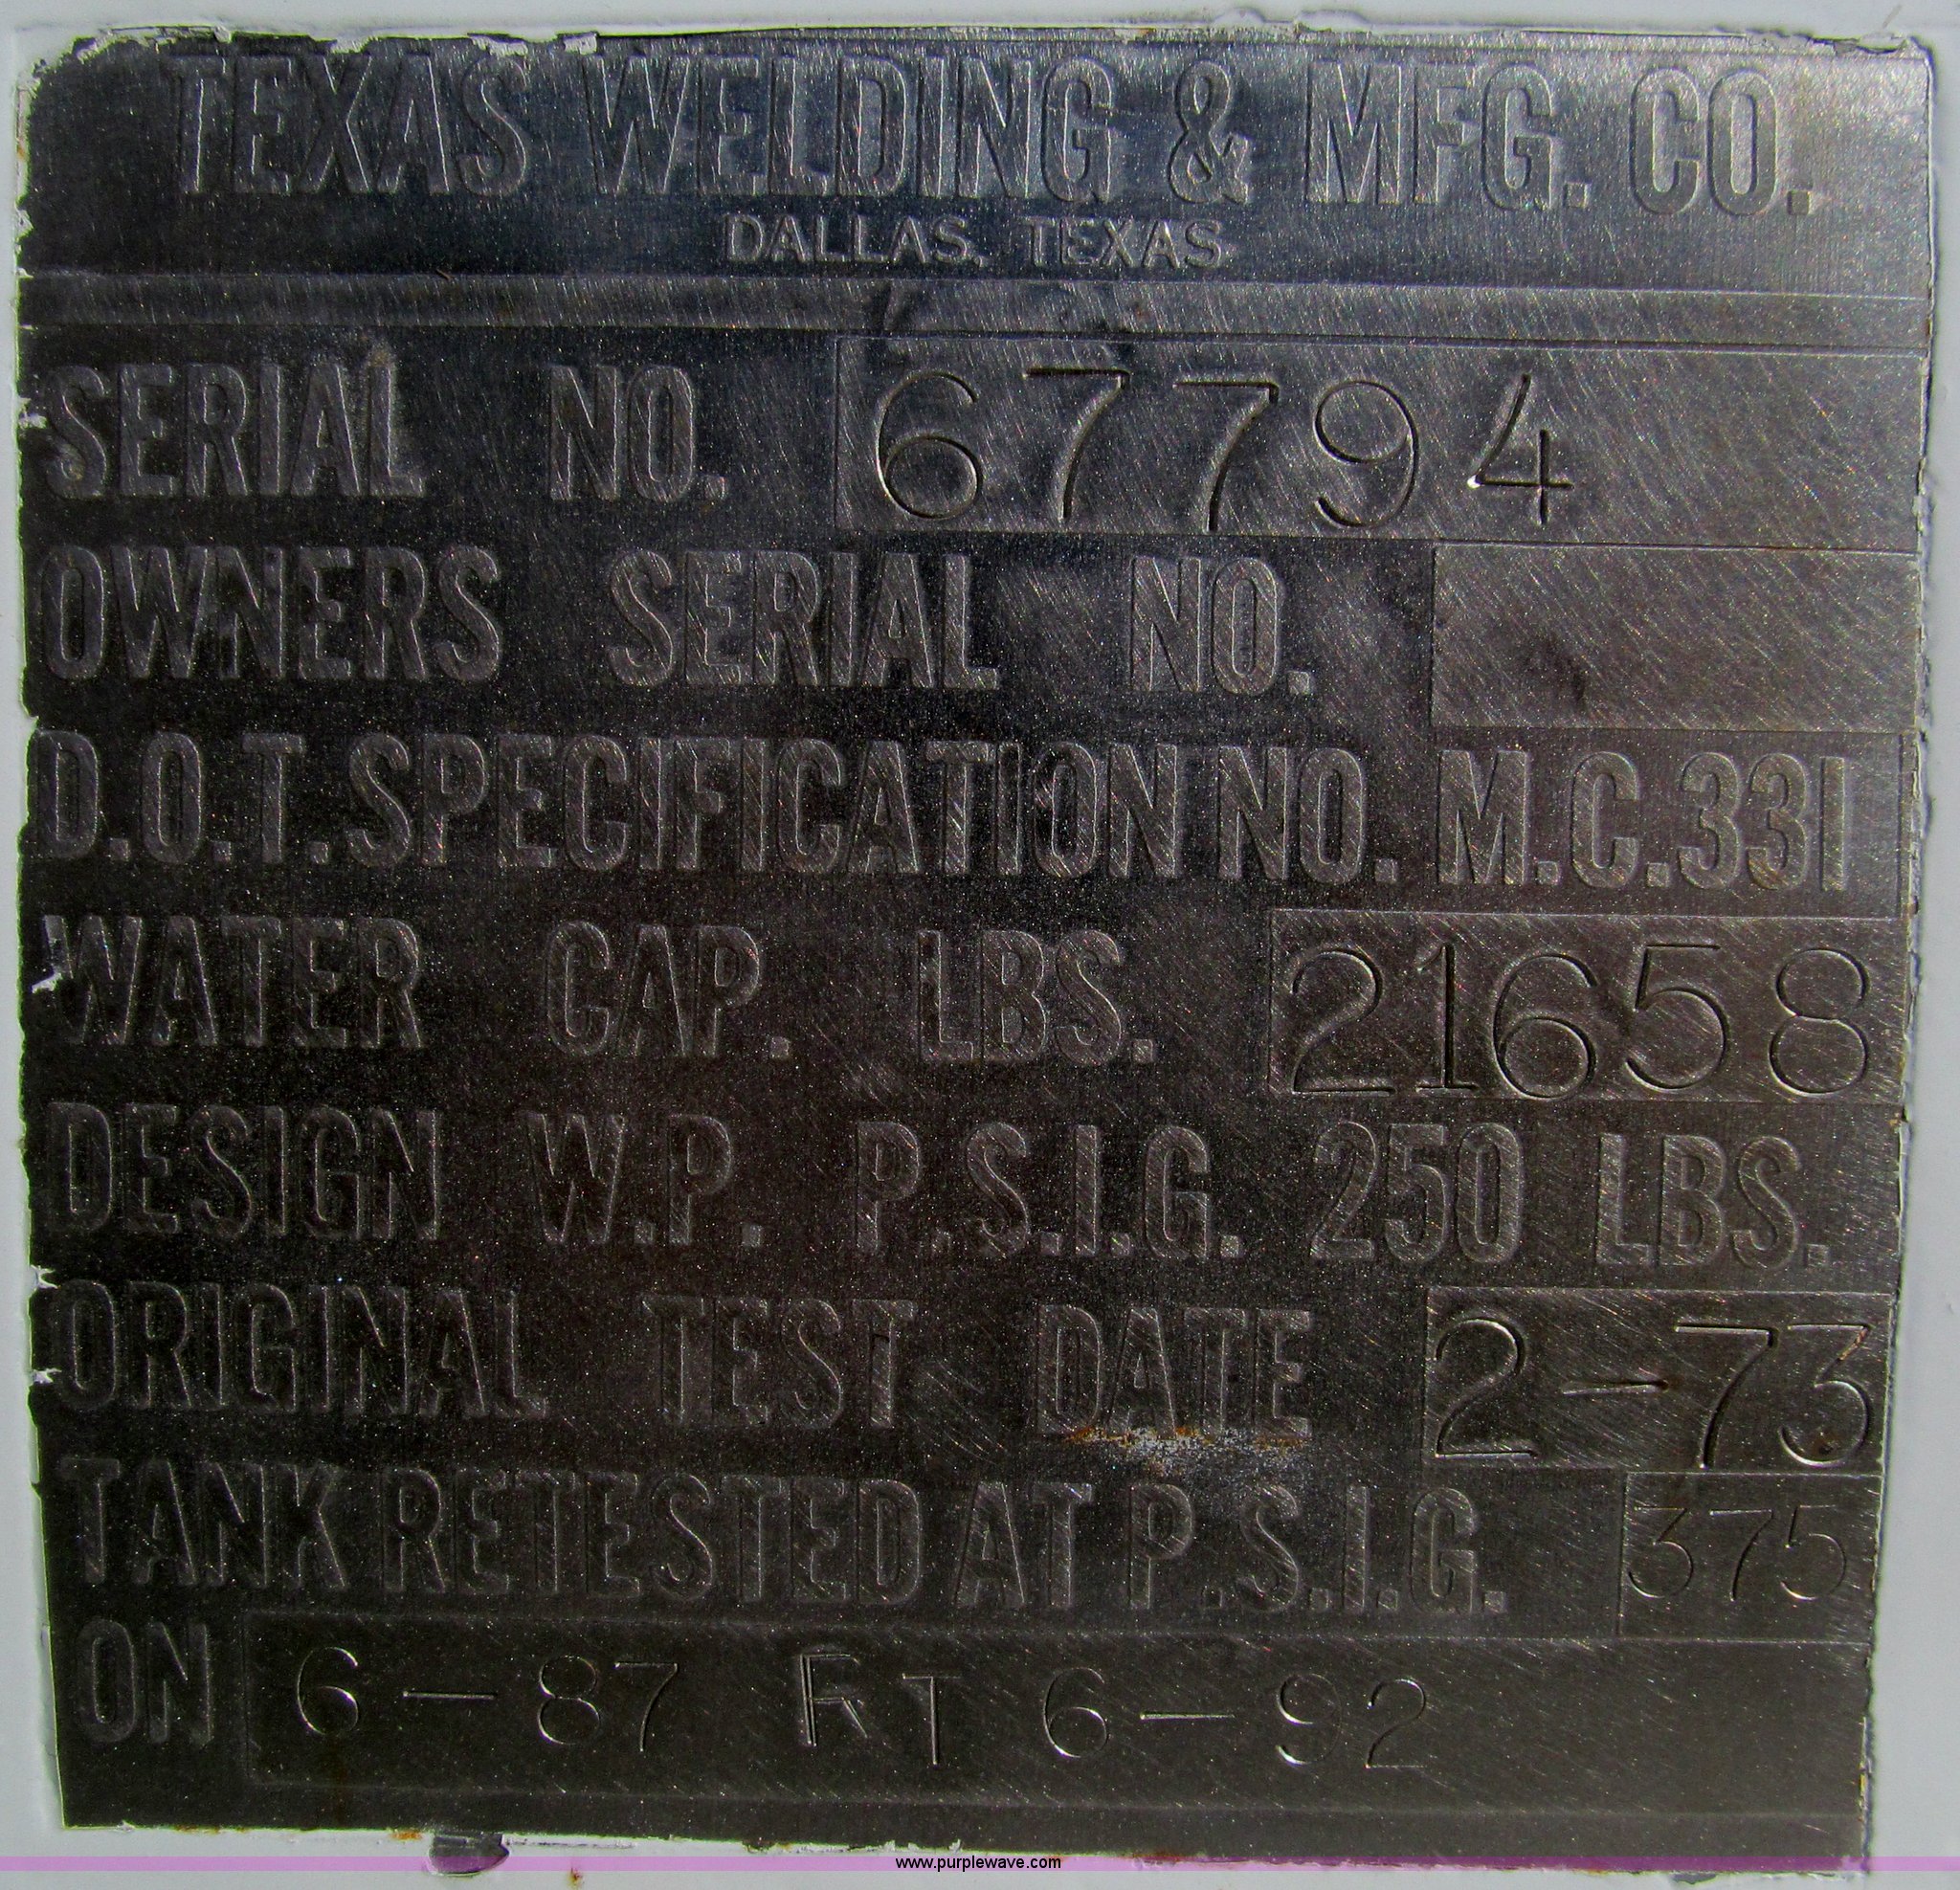 TEXAS WELDING & MFG. CO.
DALLAS, TEXAS
SERIAL NO. 67794
OWNERS SERIAL NO.
D.O.T. SPECIFICATION NO. M.C.331
WATER CAP. LBS. 21658
DESIGN W.P. P.S.I.G. 250 LBS.
ORIGINAL TEST DATE 2-73
TANK RETESTED AT P.S.I.G. 375
ON 6-87 RT 6-92
www.purplewave.com